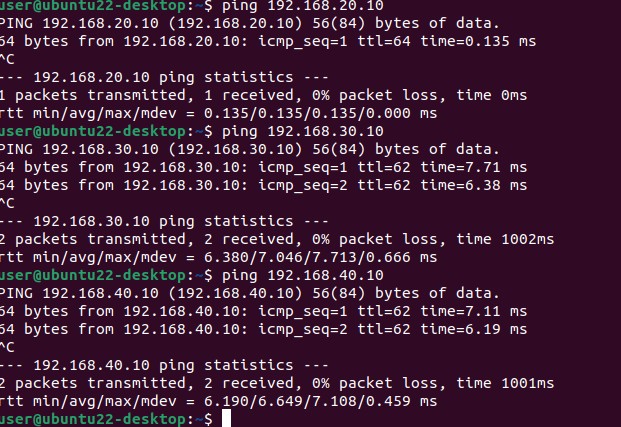 user@ubuntu22-desktop:~$ ping 192.168.20.10
PING 192.168.20.10 (192.168.20.10) 56(84) bytes of data.
64 bytes from 192.168.20.10: icmp_seq=1 ttl=64 time=0.135 ms
^C
--- 192.168.20.10 ping statistics ---
1 packets transmitted, 1 received, 0% packet loss, time 0ms
rtt min/avg/max/mdev = 0.135/0.135/0.135/0.000 ms
user@ubuntu22-desktop:~$ ping 192.168.30.10
PING 192.168.30.10 (192.168.30.10) 56(84) bytes of data.
64 bytes from 192.168.30.10: icmp_seq=1 ttl=62 time=7.71 ms
64 bytes from 192.168.30.10: icmp_seq=2 ttl=62 time=6.38 ms
^C
--- 192.168.30.10 ping statistics ---
2 packets transmitted, 2 received, 0% packet loss, time 1002ms
rtt min/avg/max/mdev = 6.380/7.046/7.713/0.666 ms
user@ubuntu22-desktop:~$ ping 192.168.40.10
PING 192.168.40.10 (192.168.40.10) 56(84) bytes of data.
64 bytes from 192.168.40.10: icmp_seq=1 ttl=62 time=7.11 ms
64 bytes from 192.168.40.10: icmp_seq=2 ttl=62 time=6.19 ms
^C
--- 192.168.40.10 ping statistics ---
2 packets transmitted, 2 received, 0% packet loss, time 1001ms
rtt min/avg/max/mdev = 6.190/6.649/7.108/0.459 ms
user@ubuntu22-desktop:~$